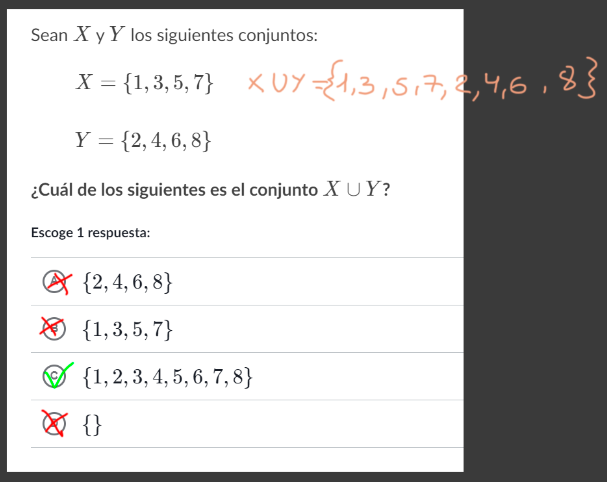 Sean X y Y los siguientes conjuntos:
X = {1, 3, 5, 7} X ∪ Y = {1,3,5,7,2,4,6,8}
Y = {2, 4, 6, 8}
¿Cuál de los siguientes es el conjunto X ∪ Y?
Escoge 1 respuesta:
A {2, 4, 6, 8}
B {1, 3, 5, 7}
C {1, 2, 3, 4, 5, 6, 7, 8}
{}